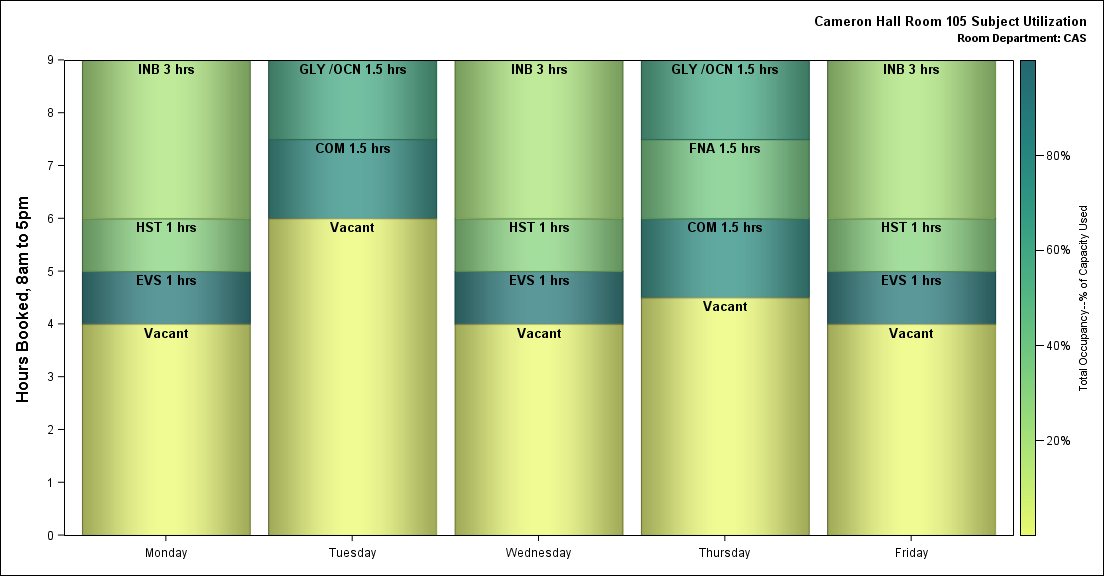 Cameron Hall Room 105 Subject Utilization
Room Department: CAS
Hours Booked, 8am to 5pm
9
8
7
6
5
4
3
2
1
0
INB 3 hrs
HST 1 hrs
EVS 1 hrs
Vacant
GLY /OCN 1.5 hrs
COM 1.5 hrs
Vacant
INB 3 hrs
HST 1 hrs
EVS 1 hrs
Vacant
GLY /OCN 1.5 hrs
FNA 1.5 hrs
COM 1.5 hrs
Vacant
INB 3 hrs
HST 1 hrs
EVS 1 hrs
Vacant
Monday
Tuesday
Wednesday
Thursday
Friday
80%
60%
40%
20%
Total Occupancy--% of Capacity Used